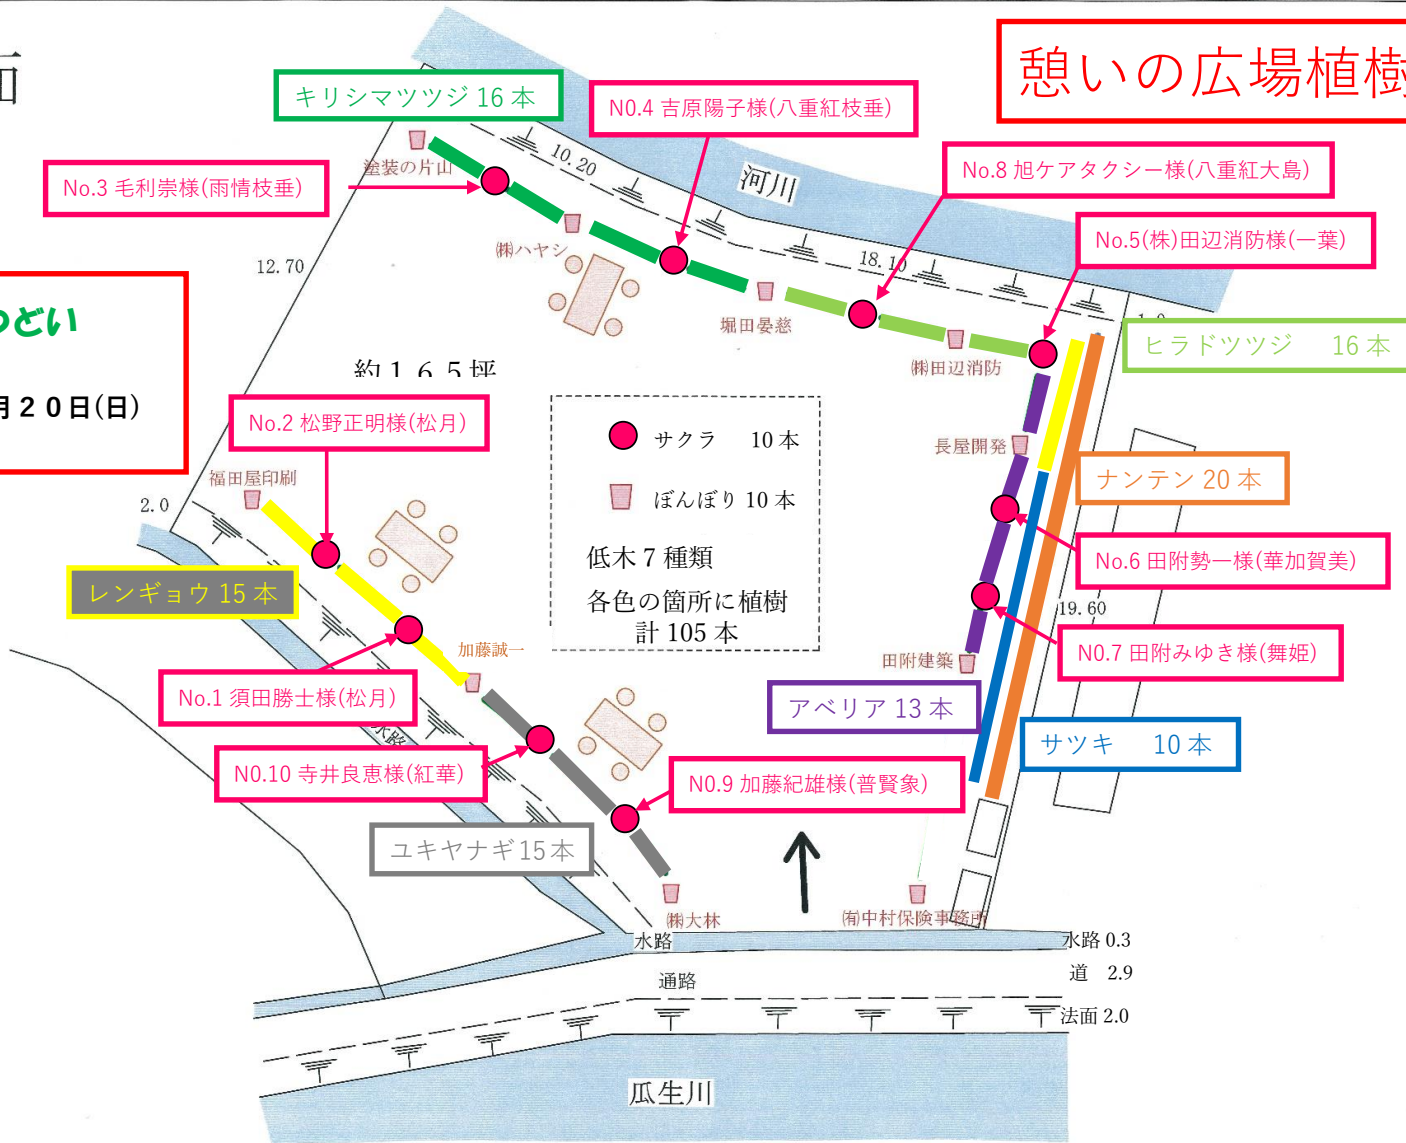 面
憩いの広場植樹
キリシマツツジ 16 本
N0.4 吉原陽子様(八重紅枝垂)
No.8 旭ケアタクシー様(八重紅大島)
No.3 毛利崇様(雨情枝垂)
塗装の片山
10.20
河川
No.5(株)田辺消防様(一葉)
㈱ハヤシ
12.70
18.10
つどい
堀田晏慈
ヒラドツツジ 16 本
㈱田辺消防
約１６５坪
月２０日(日)
No.2 松野正明様(松月)
サクラ 10 本
長屋開発
福田屋印刷
ナンテン 20 本
2.0
ぼんぼり 10 本
低木 7 種類
No.6 田附勢一様(華加賀美)
レンギョウ 15 本
各色の箇所に植樹
19.60
計 105 本
加藤誠一
田附建築
N0.7 田附みゆき様(舞姫)
No.1 須田勝士様(松月)
アベリア 13 本
水路
サツキ 10 本
N0.10 寺井良恵様(紅華)
N0.9 加藤紀雄様(普賢象)
ユキヤナギ 15 本
㈱大林
㈲中村保険事務所
水路
水路 0.3
通路
道 2.9
法面 2.0
瓜生川